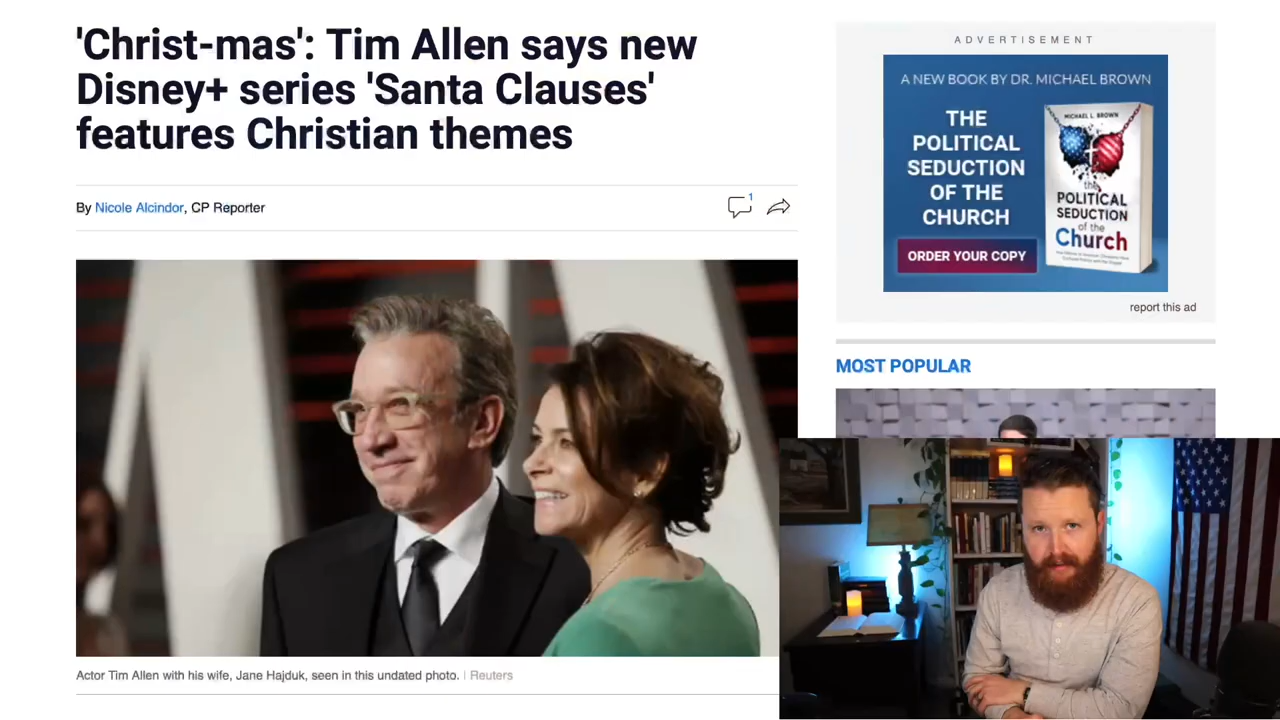 'Christ-mas': Tim Allen says new
Disney+ series 'Santa Clauses'
features Christian themes
By Nicole Alcindor, CP Reporter
1
Actor Tim Allen with his wife, Jane Hajduk, seen in this undated photo. | Reuters
ADVERTISEMENT
A NEW BOOK BY DR. MICHAEL BROWN
THE
POLITICAL
SEDUCTION
OF THE
CHURCH
ORDER YOUR COPY
MICHAEL L. BROWN
the
POLITICAL
SEDUCTION
of the
Church
report this ad
MOST POPULAR